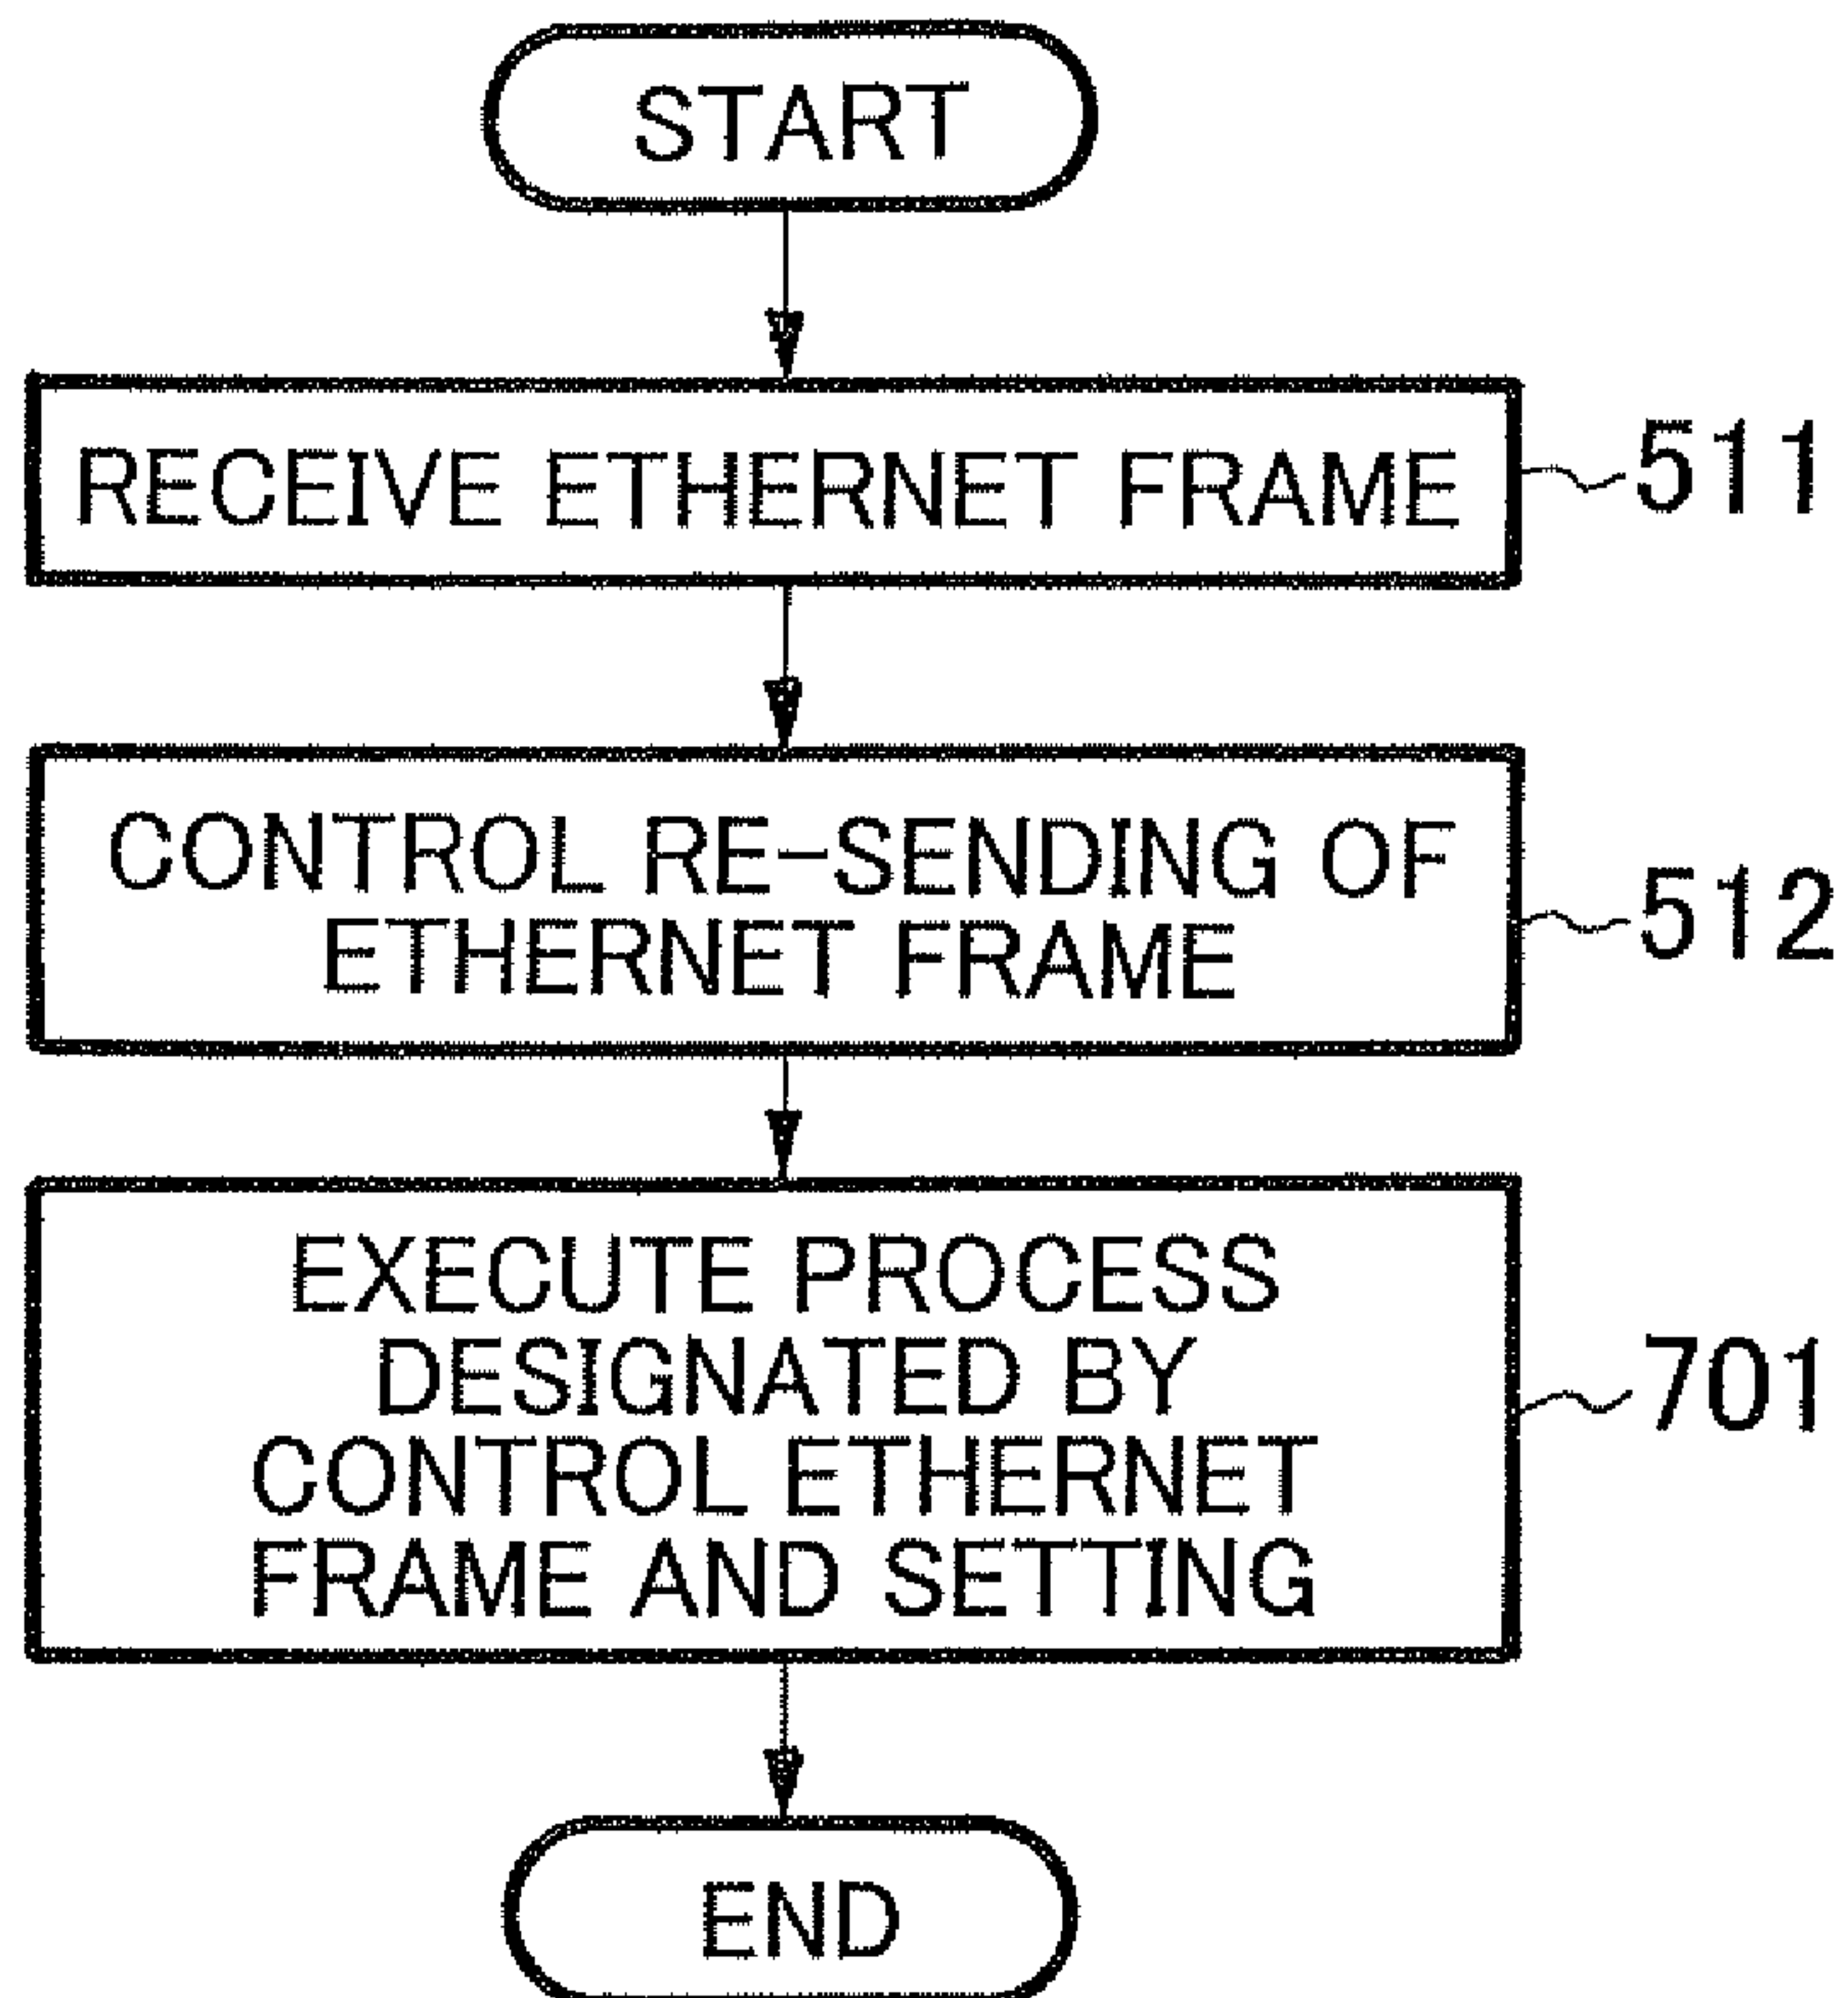 START
RECEIVE ETHERNET FRAME
511
CONTROL RE-SENDING OF
ETHERNET FRAME
512
EXECUTE PROCESS
DESIGNATED BY
CONTROL ETHERNET
FRAME AND SETTING
701
END